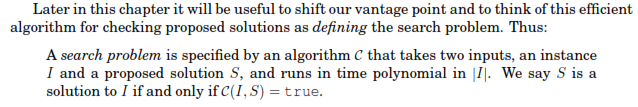 Later in this chapter it will be useful to shift our vantage point and to think of this efficient
algorithm for checking proposed solutions as defining the search problem. Thus:
A search problem is specified by an algorithm C that takes two inputs, an instance
I and a proposed solution S, and runs in time polynomial in |I|. We say S is a
solution to I if and only if C(I, S) = true.